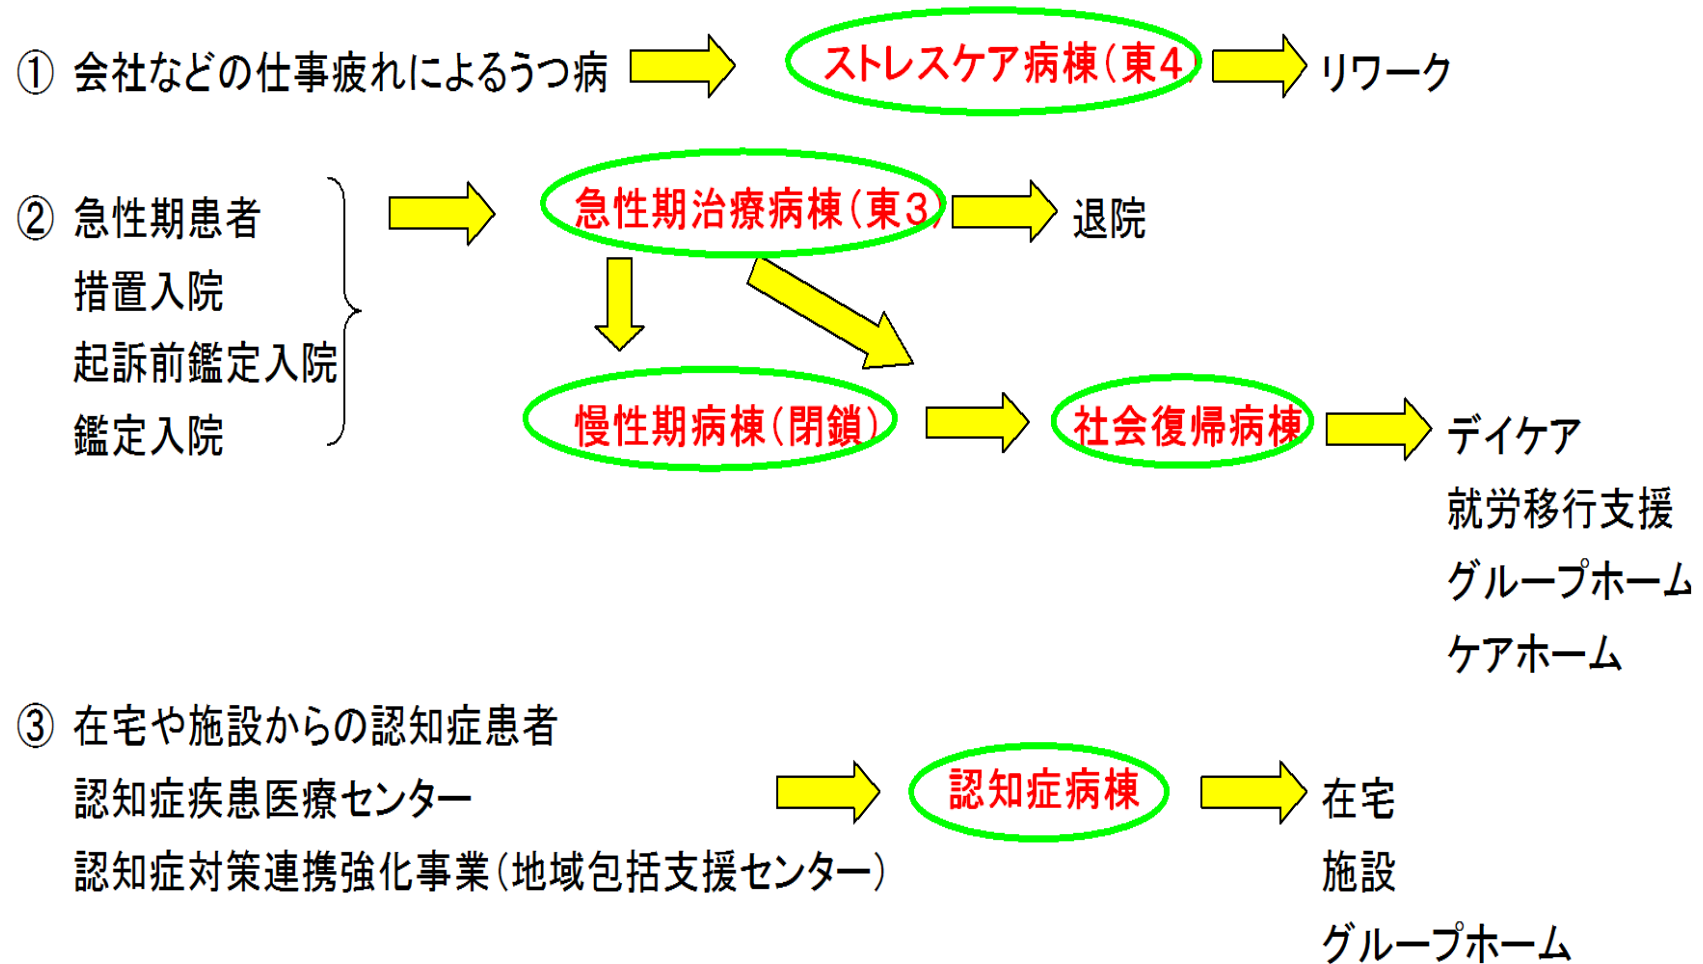 ① 会社などの仕事疲れによるうつ病 ストレスケア病棟(東4) リワーク
② 急性期患者 急性期治療病棟(東3) 退院
措置入院
起訴前鑑定入院
鑑定入院 慢性期病棟(閉鎖) 社会復帰病棟 デイケア
就労移行支援
グループホーム
ケアホーム
③ 在宅や施設からの認知症患者
認知症疾患医療センター 認知症病棟 在宅
認知症対策連携強化事業(地域包括支援センター) 施設
グループホーム